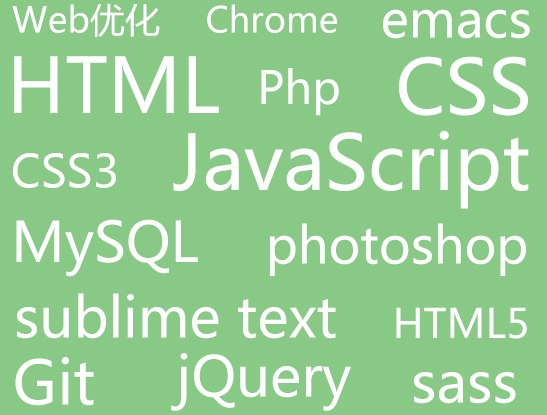 Web优化 Chrome emacs
HTML Php CSS
CSS3 JavaScript
MySQL photoshop
sublime text HTML5
Git jQuery sass